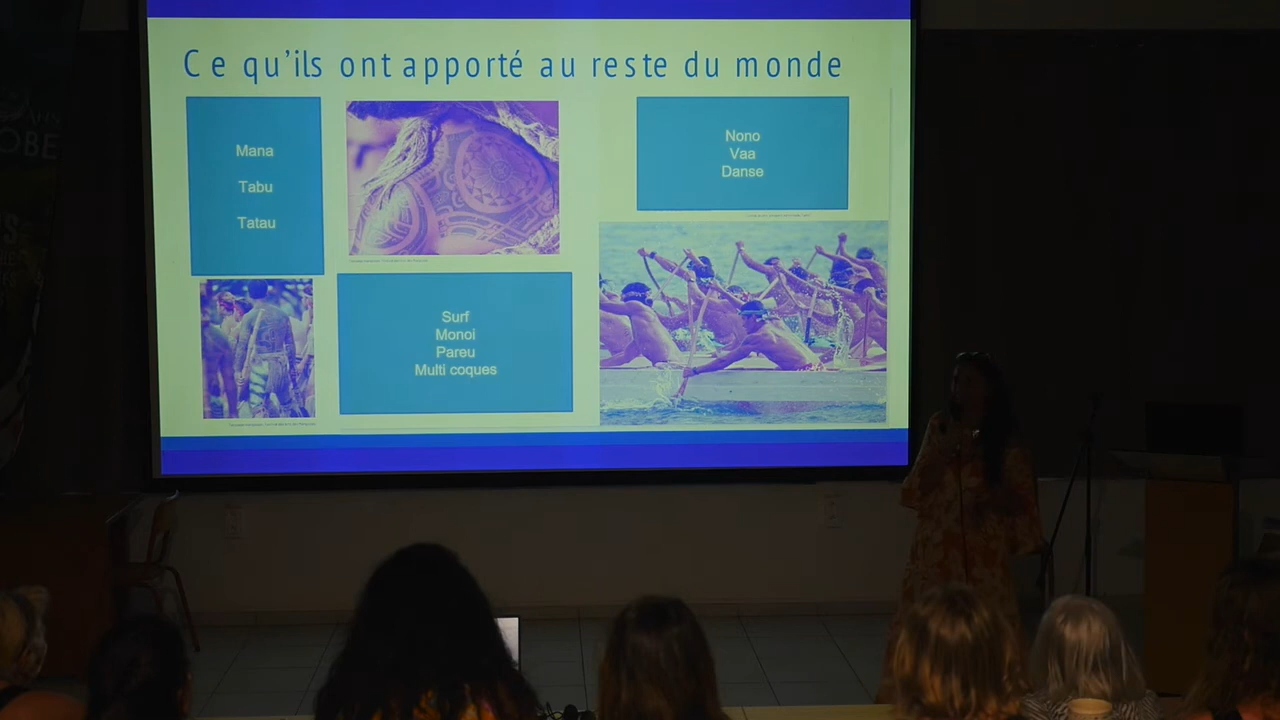 Ce qu'ils ont apporté au reste du monde
Mana
Tabu
Tatau
Nono
Vaa
Danse
Surf
Monoi
Pareu
Multi coques